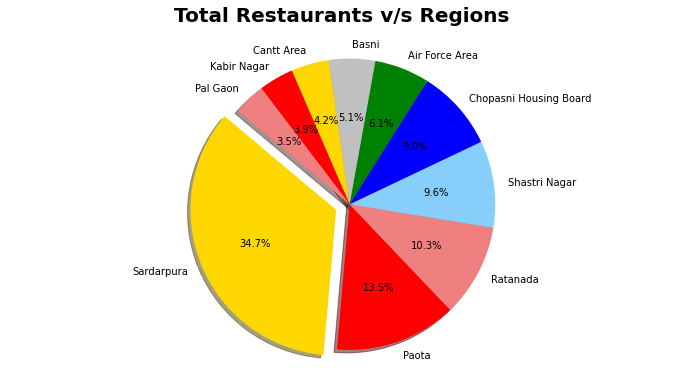 Total Restaurants v/s Regions
Basni
Cantt Area
Air Force Area
Kabir Nagar
Pal Gaon
Chopasni Housing Board
5.1%
4.2%
6.1%
3.9%
3.5%
9.0%
Shastri Nagar
9.6%
34.7%
10.3%
Sardarpura
Ratanada
13.5%
Paota